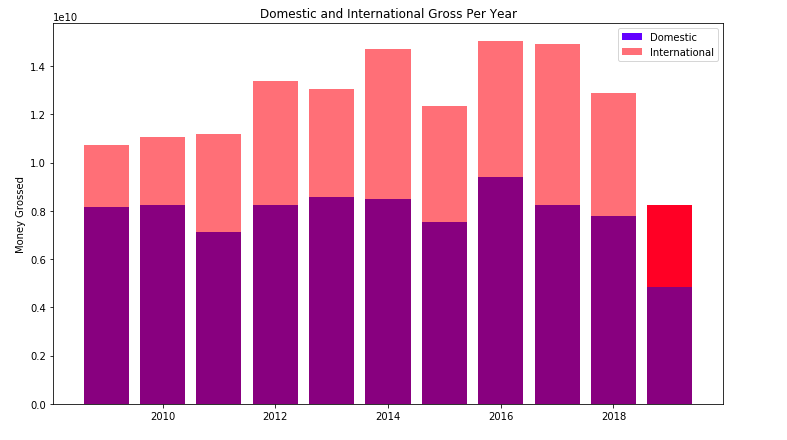 Domestic and International Gross Per Year
1e10
Domestic
International
1.4
1.2
1.0
0.8
0.6
0.4
0.2
0.0
Money Grossed
2010 2012 2014 2016 2018